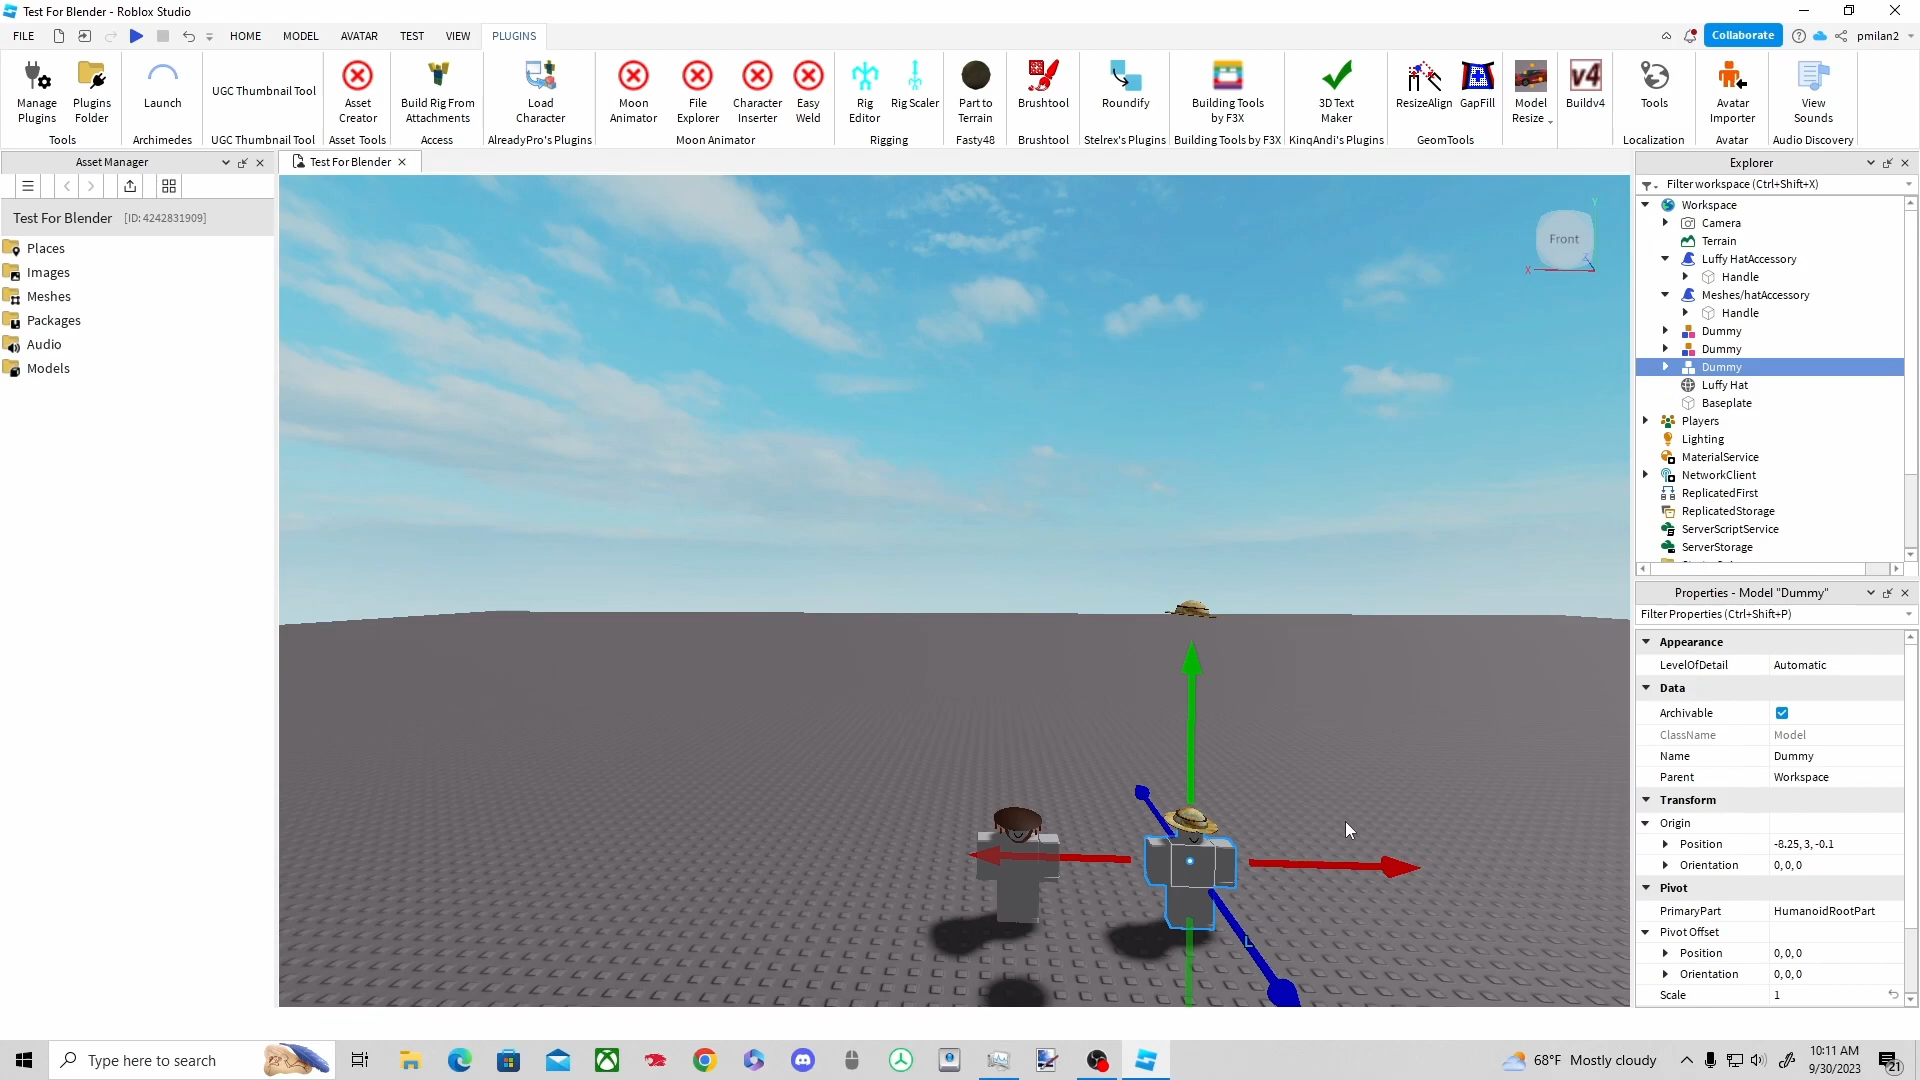 Test For Blender - Roblox Studio
FILE
HOME
MODEL
AVATAR
TEST
VIEW
PLUGINS
Collaborate
pmilan2
Manage Plugins
Plugins Folder
Tools
Launch
Archimedes
UGC Thumbnail Tool
UGC Thumbnail Tool
Asset Creator
Asset Tools
Build Rig From Attachments
Access
Load Character
AlreadyPro's Plugins
Moon Animator
File Explorer
Character Inserter
Easy Weld
Moon Animator
Rig Editor
Rig Scaler
Rigging
Part to Terrain
Fasty48
Brushtool
Brushtool
Roundify
Stelrex's Plugins
Building Tools by F3X
Building Tools by F3X
3D Text Maker
KinqAndi's Plugins
ResizeAlign
GapFill
GeomTools
Model Resize
v4
Buildv4
Tools
Localization
Avatar Importer
Avatar
View Sounds
Audio Discovery
Asset Manager
Test For Blender [ID: 4242831909]
Places
Images
Meshes
Packages
Audio
Models
Test For Blender
Front
X
Y
Z
L
Explorer
Filter workspace (Ctrl+Shift+X)
Workspace
Camera
Terrain
Luffy HatAccessory
Handle
Meshes/hatAccessory
Handle
Dummy
Dummy
Dummy
Luffy Hat
Baseplate
Players
Lighting
MaterialService
NetworkClient
ReplicatedFirst
ReplicatedStorage
ServerScriptService
ServerStorage
Properties - Model "Dummy"
Filter Properties (Ctrl+Shift+P)
Appearance
LevelOfDetail Automatic
Data
Archivable
ClassName Model
Name Dummy
Parent Workspace
Transform
Origin
Position -8.25, 3, -0.1
Orientation 0, 0, 0
Pivot
PrimaryPart HumanoidRootPart
Pivot Offset
Position 0, 0, 0
Orientation 0, 0, 0
Scale 1
Type here to search
68°F Mostly cloudy
10:11 AM
9/30/2023
21